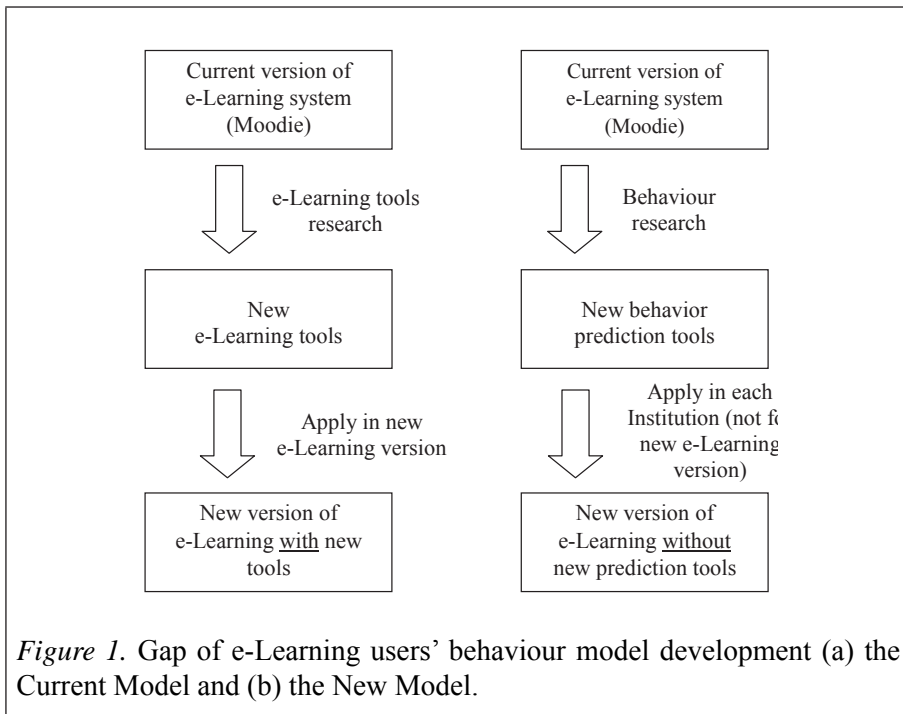 Current version of
e-Learning system
(Moodie)
e-Learning tools
research
New
e-Learning tools
Apply in new
e-Learning version
New version of
e-Learning with new
tools
Current version of
e-Learning system
(Moodie)
Behaviour
research
New behavior
prediction tools
Apply in each
Institution (not fo
new e-Learning
version)
New version of
e-Learning without
new prediction tools
Figure 1. Gap of e-Learning users’ behaviour model development (a) the
Current Model and (b) the New Model.